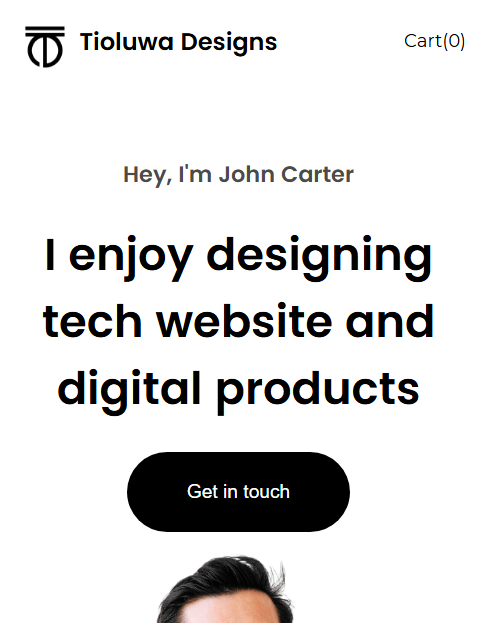 Tioluwa Designs
Cart(0)
Hey, I'm John Carter
I enjoy designing
tech website and
digital products
Get in touch